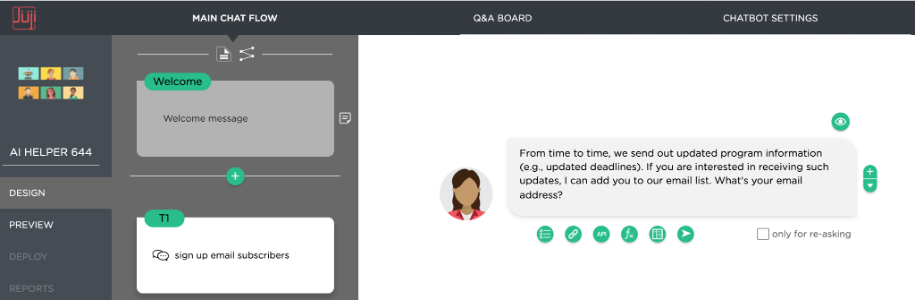 Juji
MAIN CHAT FLOW
Q&A BOARD
CHATBOT SETTINGS
AI HELPER 644
DESIGN
PREVIEW
DEPLOY
REPORTS
Welcome
Welcome message
T1
sign up email subscribers
From time to time, we send out updated program information
(e.g., updated deadlines). If you are interested in receiving such
updates, I can add you to our email list. What's your email
address?
API
fx
only for re-asking